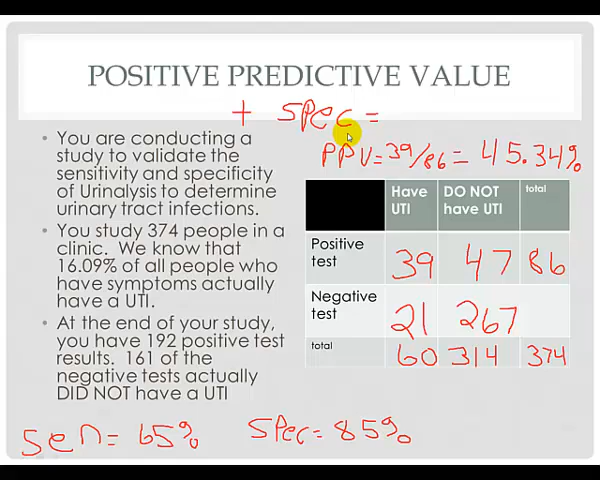 POSITIVE PREDICTIVE VALUE
+ SPEC =
PPV=39/86=45.34%
• You are conducting a
study to validate the
sensitivity and specificity
of Urinalysis to determine
urinary tract infections.
• You study 374 people in a
clinic. We know that
16.09% of all people who
have symptoms actually
have a UTI.
• At the end of your study,
you have 192 positive test
results. 161 of the
negative tests actually
DID NOT have a UTI
Have UTI DO NOT have UTI total
Positive test 39 47 86
Negative test 21 267
total 60 314 374
Sen= 65% SPec=85%